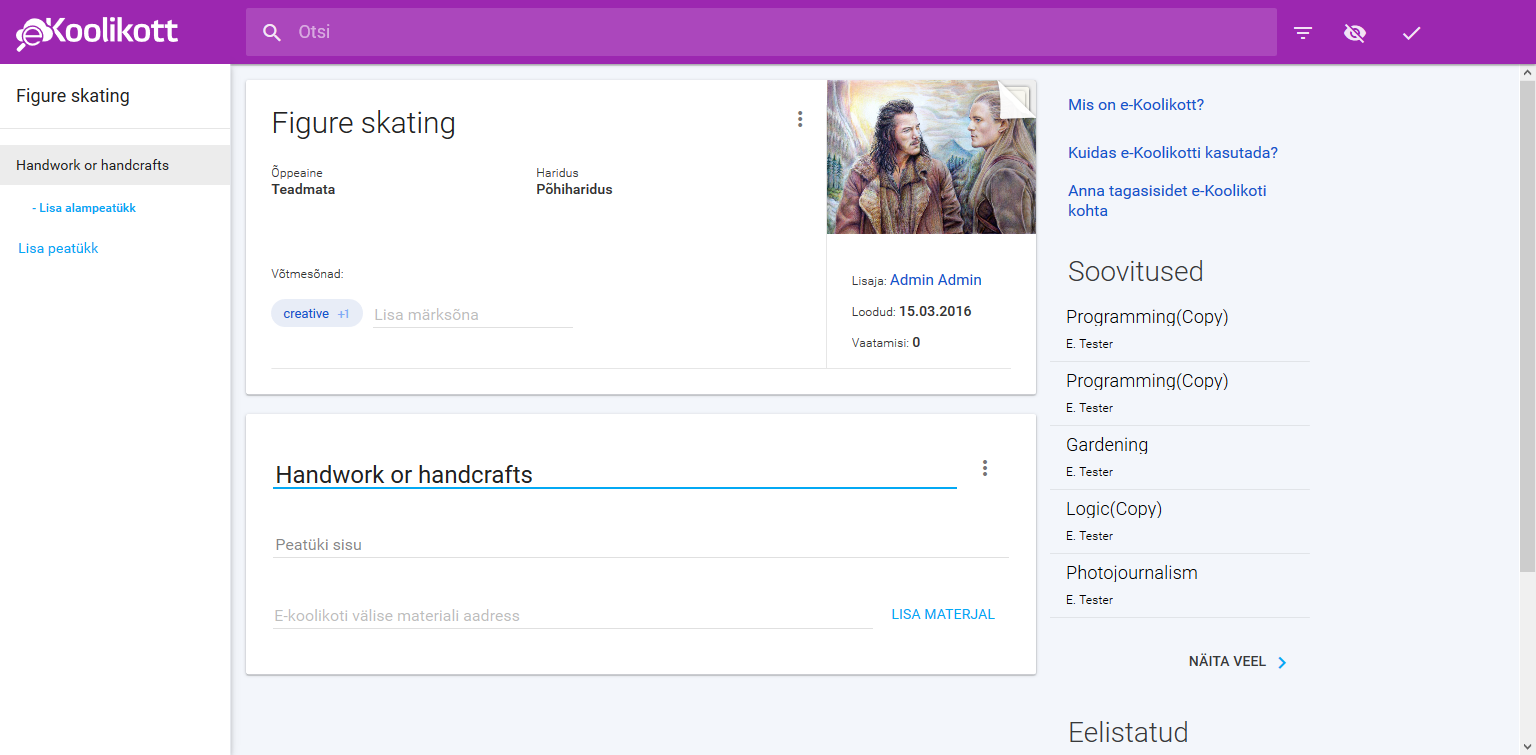 eKoolikott
Otsi
Figure skating
Handwork or handcrafts
- Lisa alampeatükk
Lisa peatükk
Figure skating
Õppeaine
Teadmata
Haridus
Põhiharidus
Võtmesõnad:
creative +1
Lisa märksõna
Lisaja: Admin Admin
Loodud: 15.03.2016
Vaatamisi: 0
Handwork or handcrafts
Peatüki sisu
E-koolikoti välise materiali aadress
LISA MATERJAL
Mis on e-Koolikott?
Kuidas e-Koolikotti kasutada?
Anna tagasisidet e-Koolikoti
kohta
Soovitused
Programming(Copy)
E. Tester
Programming(Copy)
E. Tester
Gardening
E. Tester
Logic(Copy)
E. Tester
Photojournalism
E. Tester
NÄITA VEEL
Eelistatud